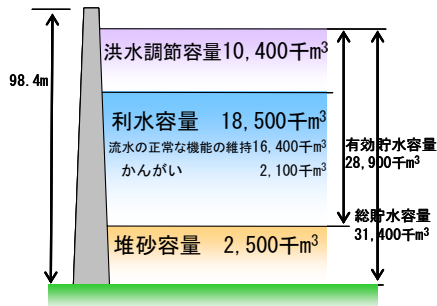 洪水調節容量10,400千m³
98.4m
利水容量 18,500千m³
流水の正常な機能の維持16,400千m³
かんがい 2,100千m³
有効貯水容量
28,900千m³
総貯水容量
31,400千m³
堆砂容量 2,500千m³